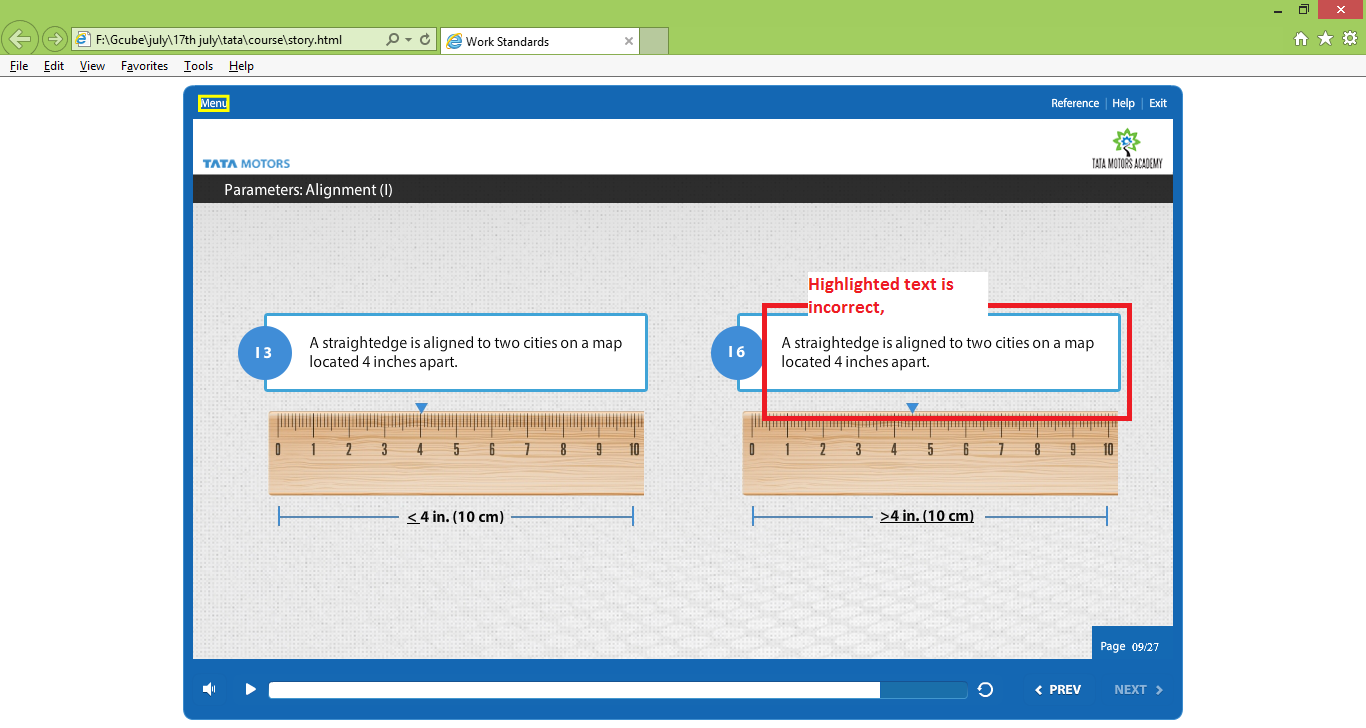 F:\Gcube\july\17th july\tata\course\story.html
Work Standards
File Edit View Favorites Tools Help
Menu
Reference | Help | Exit
TATA MOTORS
TATA MOTORS ACADEMY
Parameters: Alignment (I)
Highlighted text is
incorrect,
I 3
A straightedge is aligned to two cities on a map
located 4 inches apart.
I 6
A straightedge is aligned to two cities on a map
located 4 inches apart.
0 1 2 3 4 5 6 7 8 9 10
0 1 2 3 4 5 6 7 8 9 10
< 4 in. (10 cm)
>4 in. (10 cm)
Page 09/27
PREV
NEXT